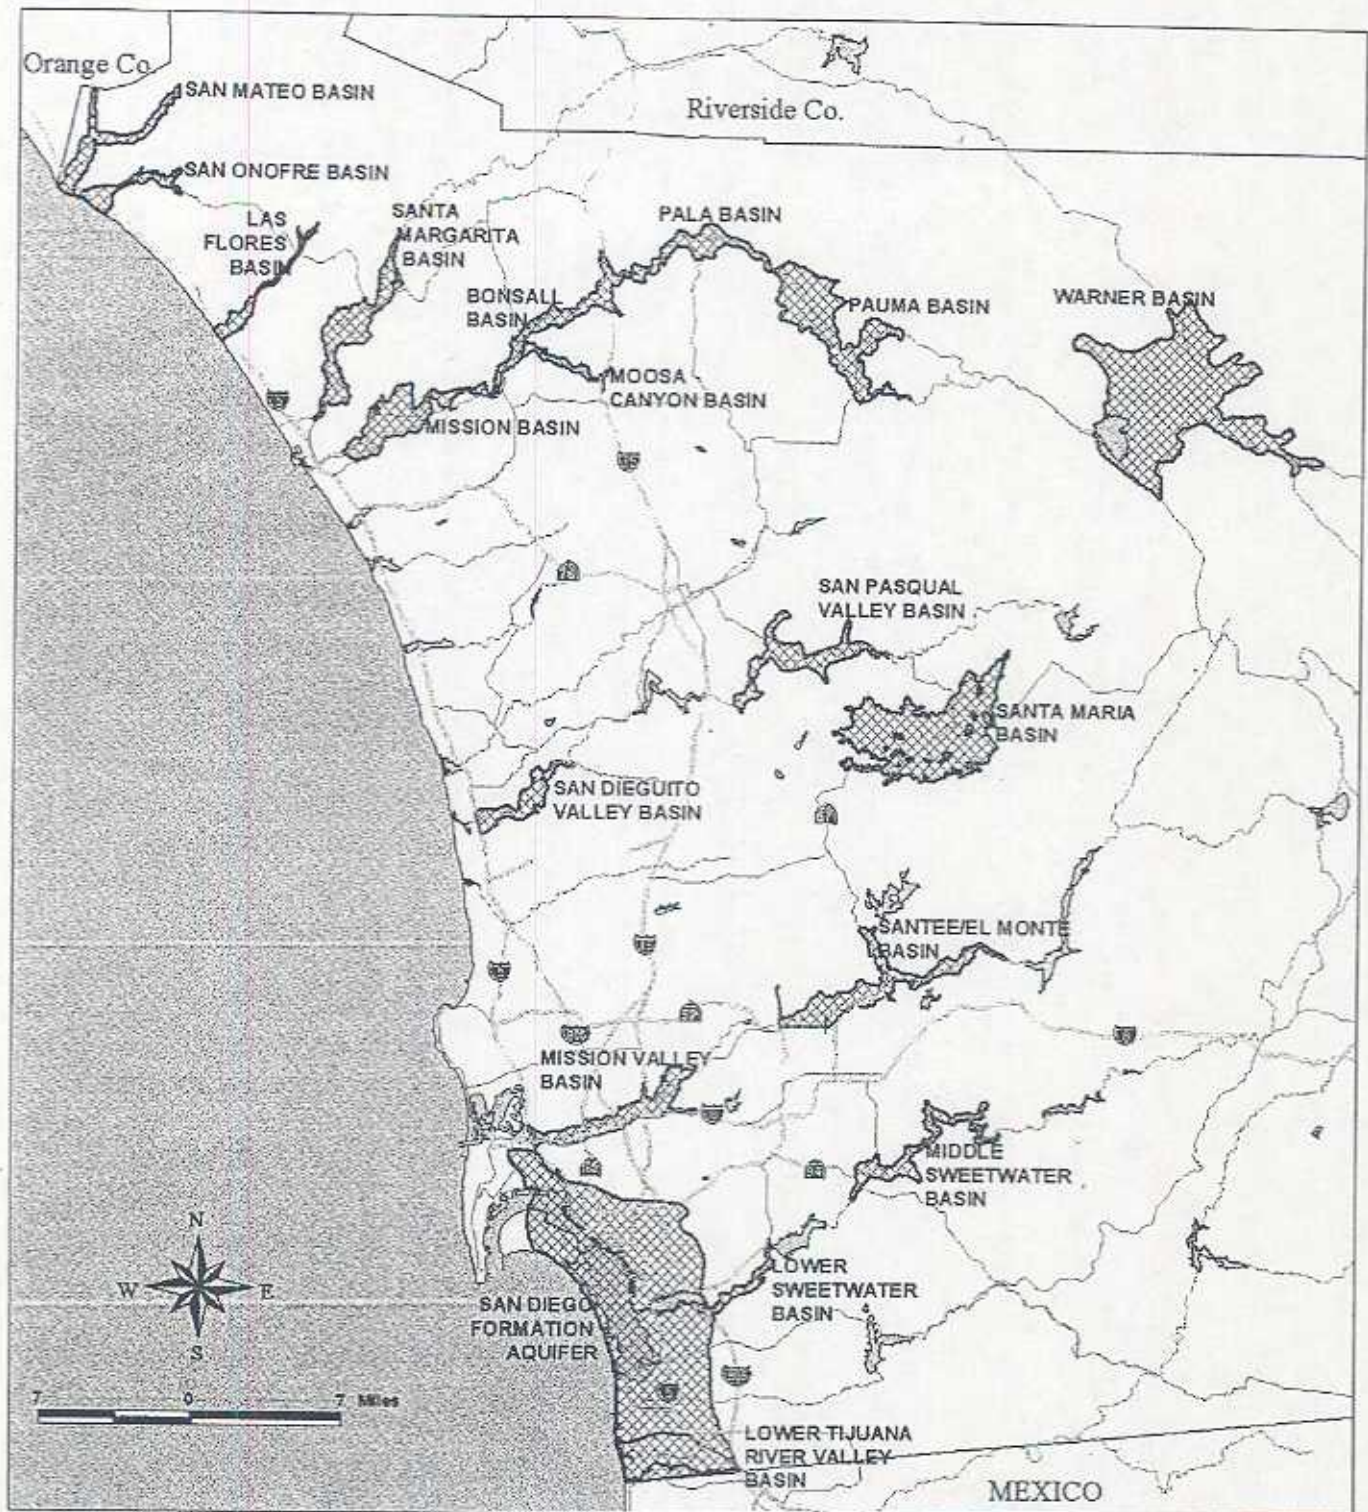 Orange Co.
Riverside Co.
SAN MATEO BASIN
SAN ONOFRE BASIN
LAS
FLORES
BASIN
SANTA
MARGARITA
BASIN
PALA BASIN
BONSALL
BASIN
PAUMA BASIN
WARNER BASIN
MOOSA
CANYON BASIN
MISSION BASIN
SAN PASQUAL
VALLEY BASIN
SANTA MARIA
BASIN
SAN DIEGUITO
VALLEY BASIN
SANTEE/EL MONTE
BASIN
MISSION VALLEY
BASIN
MIDDLE
SWEETWATER
BASIN
LOWER
SWEETWATER
BASIN
SAN DIEGO
FORMATION
AQUIFER
N
W
E
S
7
0
7 Miles
LOWER TIJUANA
RIVER VALLEY
BASIN
MEXICO